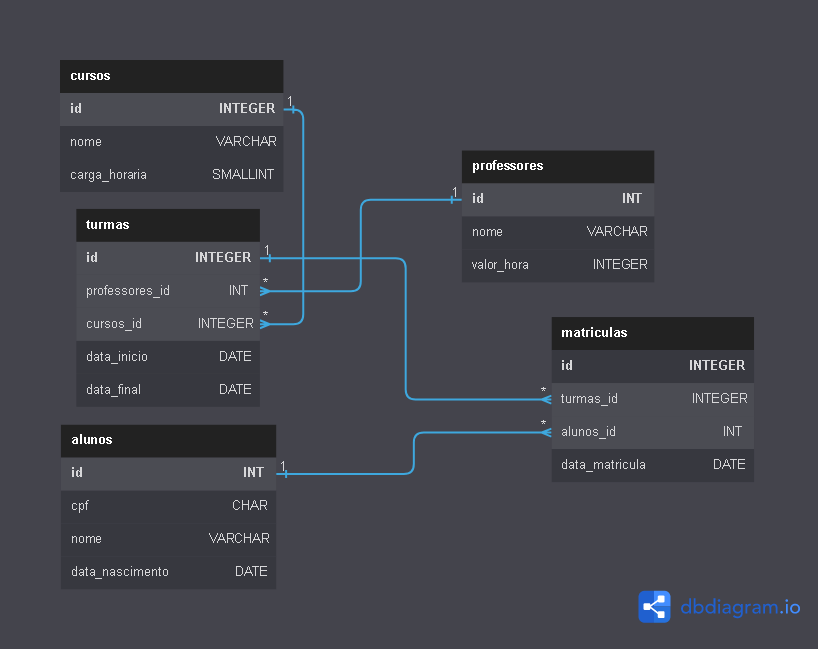 cursos
id INTEGER
nome VARCHAR
carga_horaria SMALLINT
1
turmas
id INTEGER
professores_id INT
cursos_id INTEGER
data_inicio DATE
data_final DATE
1
*
*
alunos
id INT
cpf CHAR
nome VARCHAR
data_nascimento DATE
1
professores
id INT
nome VARCHAR
valor_hora INTEGER
1
matriculas
id INTEGER
turmas_id INTEGER
alunos_id INT
data_matricula DATE
*
*
dbdiagram.io